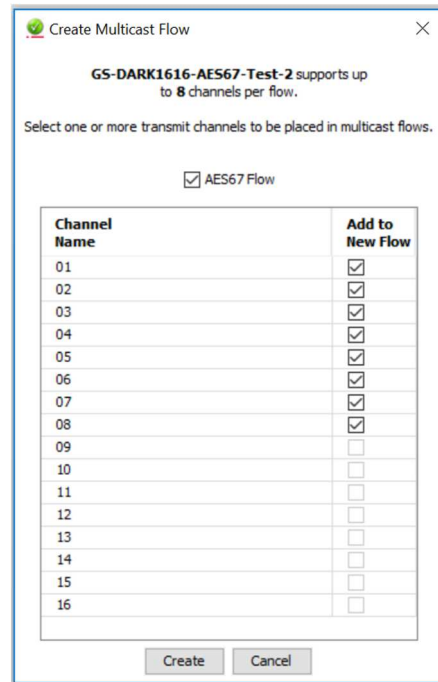 Create Multicast Flow
GS-DARK1616-AES67-Test-2 supports up
to 8 channels per flow.
Select one or more transmit channels to be placed in multicast flows.
AES67 Flow
Channel Name
Add to New Flow
01
02
03
04
05
06
07
08
09
10
11
12
13
14
15
16
Create
Cancel